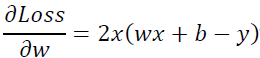 ∂Loss/∂w = 2x(wx + b − y)